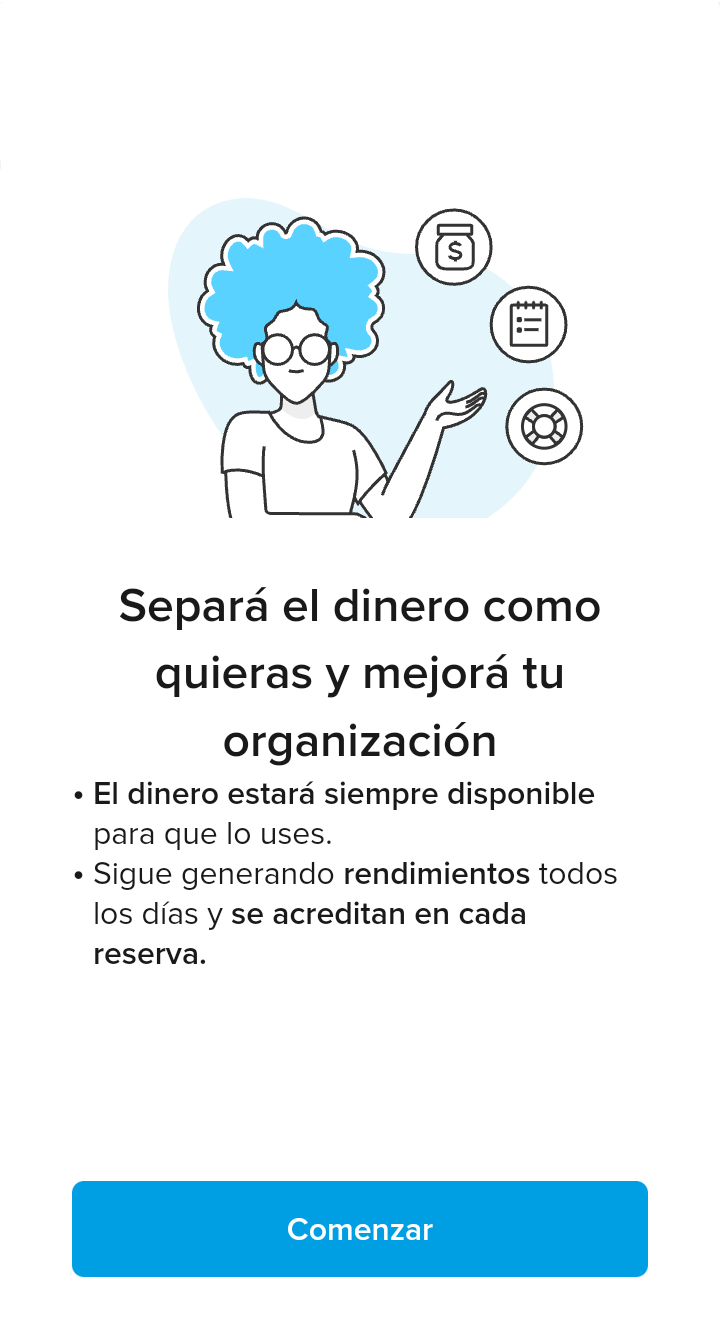 $
Separá el dinero como
quieras y mejorá tu
organización
• El dinero estará siempre disponible
para que lo uses.
• Sigue generando rendimientos todos
los días y se acreditan en cada
reserva.
Comenzar